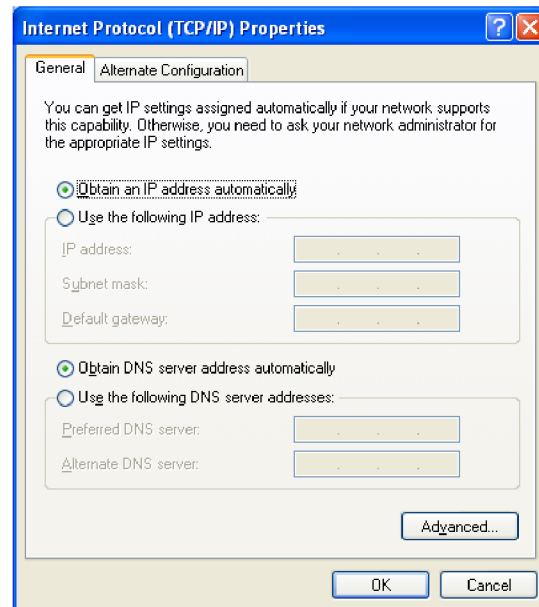 Internet Protocol (TCP/IP) Properties
General
Alternate Configuration
You can get IP settings assigned automatically if your network supports
this capability. Otherwise, you need to ask your network administrator for
the appropriate IP settings.
Obtain an IP address automatically
Use the following IP address:
IP address:
Subnet mask:
Default gateway:
Obtain DNS server address automatically
Use the following DNS server addresses:
Preferred DNS server:
Alternate DNS server:
Advanced...
OK
Cancel